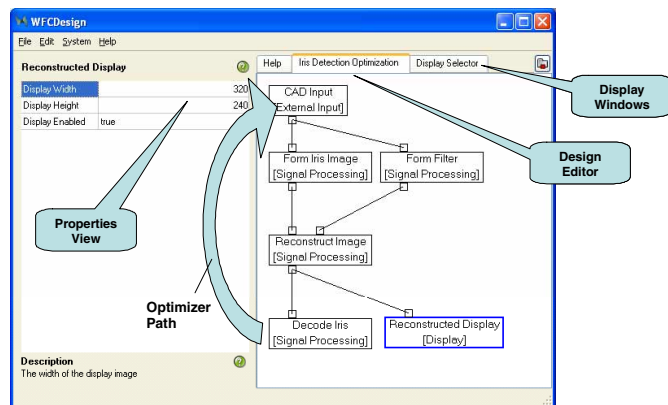 WFCDesign
File Edit System Help
Reconstructed Display
Display Width 320
Display Height 240
Display Enabled true
Help Iris Detection Optimization Display Selector
CAD Input
[External Input]
Form Iris Image
[Signal Processing]
Form Filter
[Signal Processing]
Reconstruct Image
[Signal Processing]
Decode Iris
[Signal Processing]
Reconstructed Display
[Display]
Display
Windows
Design
Editor
Properties
View
Optimizer
Path
Description
The width of the display image